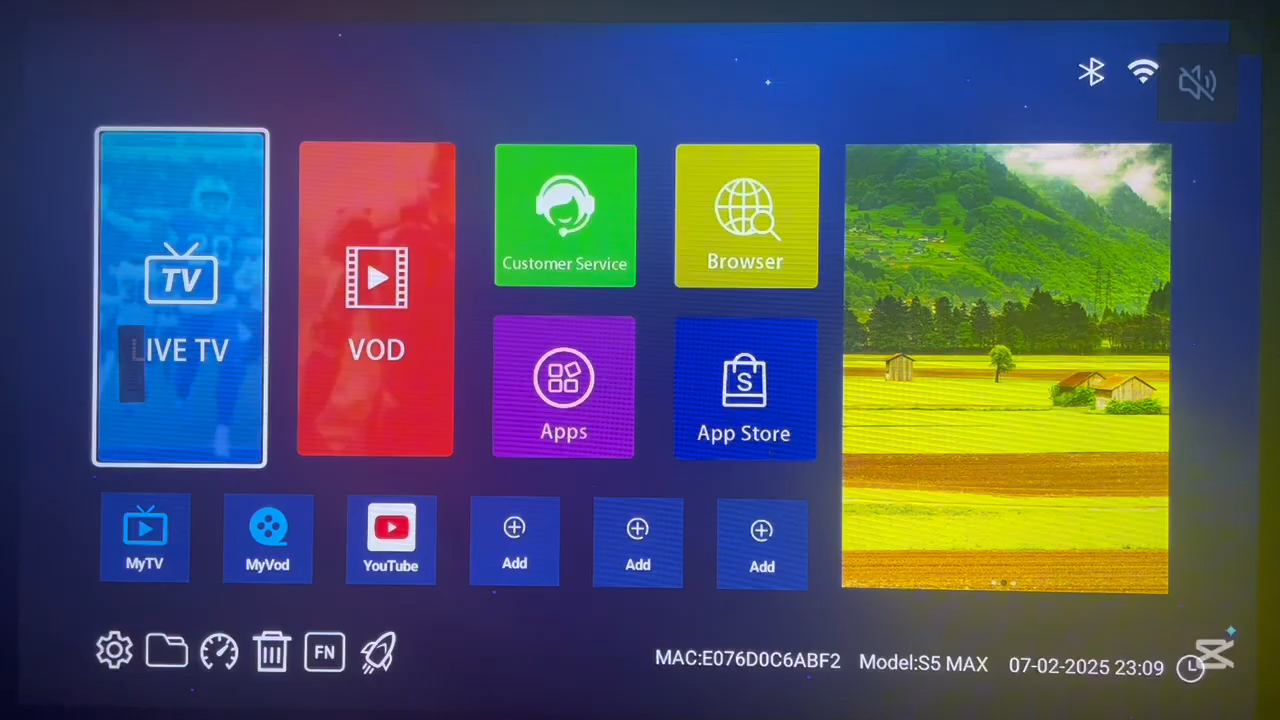 TV
LIVE TV
VOD
Customer Service
Browser
Apps
S
App Store
MyTV
MyVod
YouTube
Add
Add
Add
FN
MAC:E076D0C6ABF2 Model:S5 MAX 07-02-2025 23:09